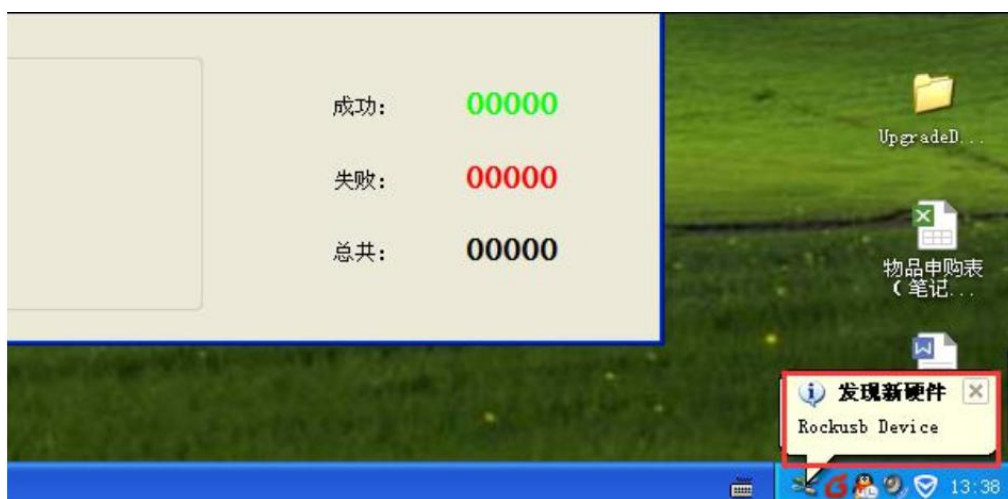 成功： 00000
失败： 00000
总共： 00000
UpgradeD...
物品申购表
（笔记...
发现新硬件
Rockusb Device
13:38